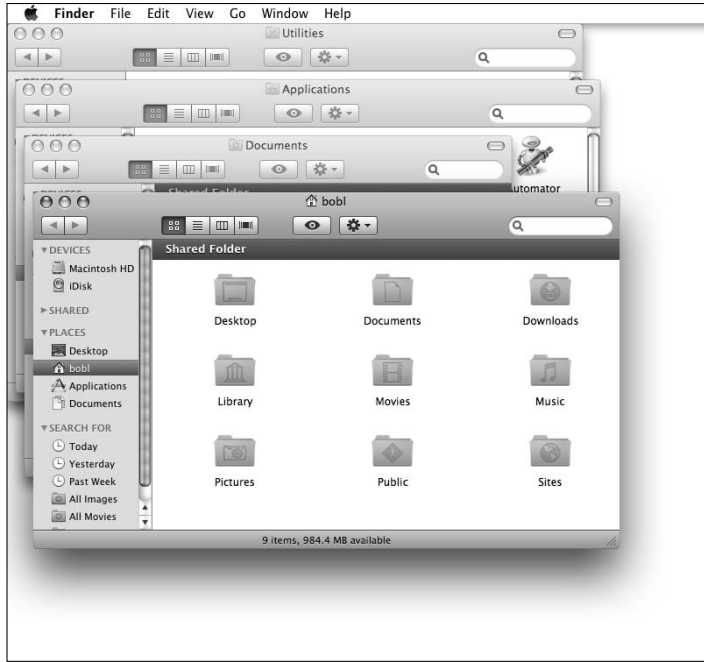 Finder File Edit View Go Window Help
Utilities
Applications
Documents
Automator
bobl
Shared Folder
DEVICES
Macintosh HD
iDisk
SHARED
PLACES
Desktop
bobl
Applications
Documents
SEARCH FOR
Today
Yesterday
Past Week
All Images
All Movies
Desktop
Documents
Downloads
Library
Movies
Music
Pictures
Public
Sites
9 items, 984.4 MB available